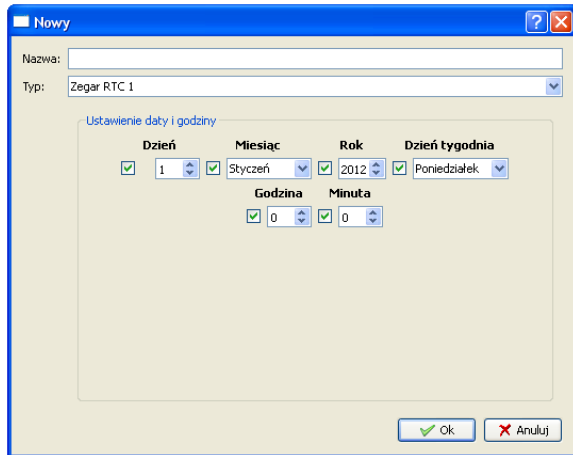 Nowy
Nazwa:
Typ: Zegar RTC 1
Ustawienie daty i godziny
Dzień Miesiąc Rok Dzień tygodnia
1 Styczeń 2012 Poniedziałek
Godzina Minuta
0 0
Ok Anuluj